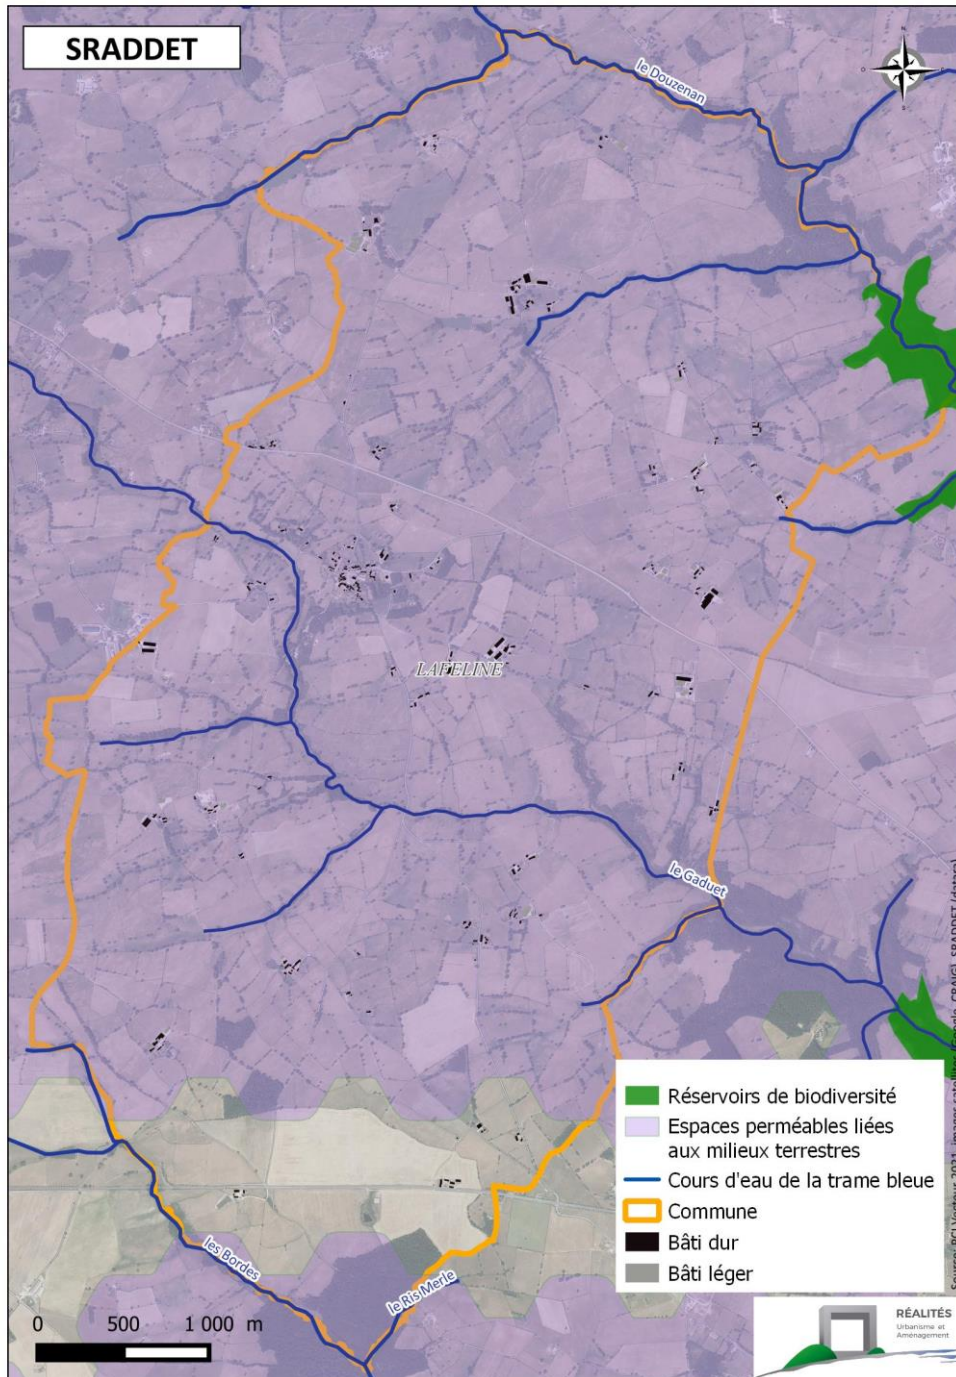 SRADDET
N
O
E
S
le Douzenan
LAFELINE
le Gaduet
les Bordes
le Ris Merle
Réservoirs de biodiversité
Espaces perméables liées
aux milieux terrestres
Cours d'eau de la trame bleue
Commune
Bâti dur
Bâti léger
0 500 1 000 m
RÉALITÉS
Urbanisme et
Aménagement